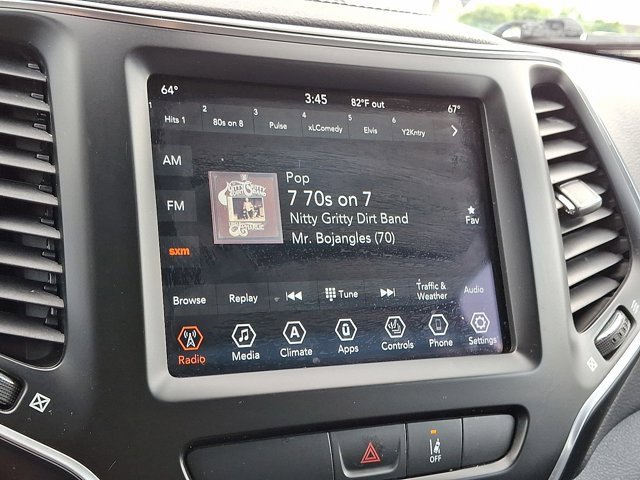 64° 3:45 82°F out 67°
1 Hits 1 2 80s on 8 3 Pulse 4 xLComedy 5 Elvis 6 Y2Kntry
AM
FM
sxm
Pop
7 70s on 7
Nitty Gritty Dirt Band
Mr. Bojangles (70)
Fav
Browse Replay Tune Traffic & Weather Audio
Radio Media Climate Apps Controls Phone Settings
OFF